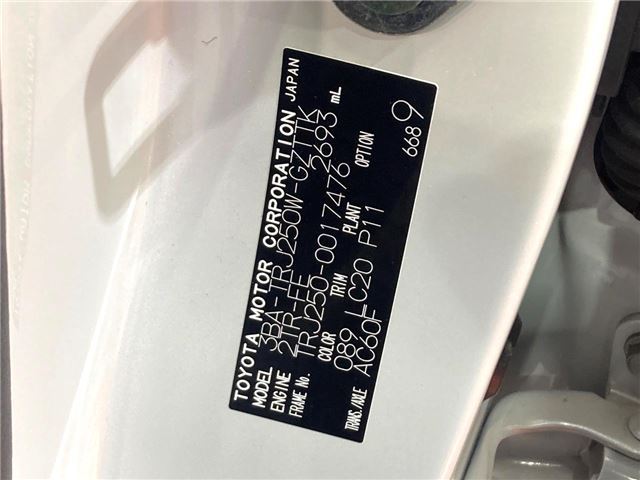 TOYOTA MOTOR CORPORATION JAPAN
MODEL 3BA-TRJ250W-GZTTK
ENGINE 2TR-FE 2693 mL
FRAME No. TRJ250-0017476
COLOR TRIM PLANT OPTION
089 LC20 P11
TRANS./AXLE AC60F
668 9